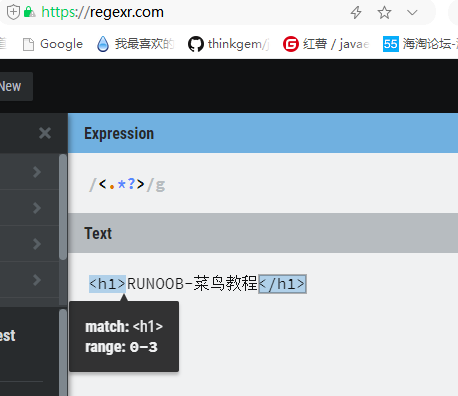 https://regexr.com
Google 我最喜欢的 thinkgem/j 红薯 / javaey 55 海淘论坛-
New
Expression
/<.*?>/g
Text
<h1>RUNOOB-菜鸟教程</h1>
match: <h1>
range: 0-3
est